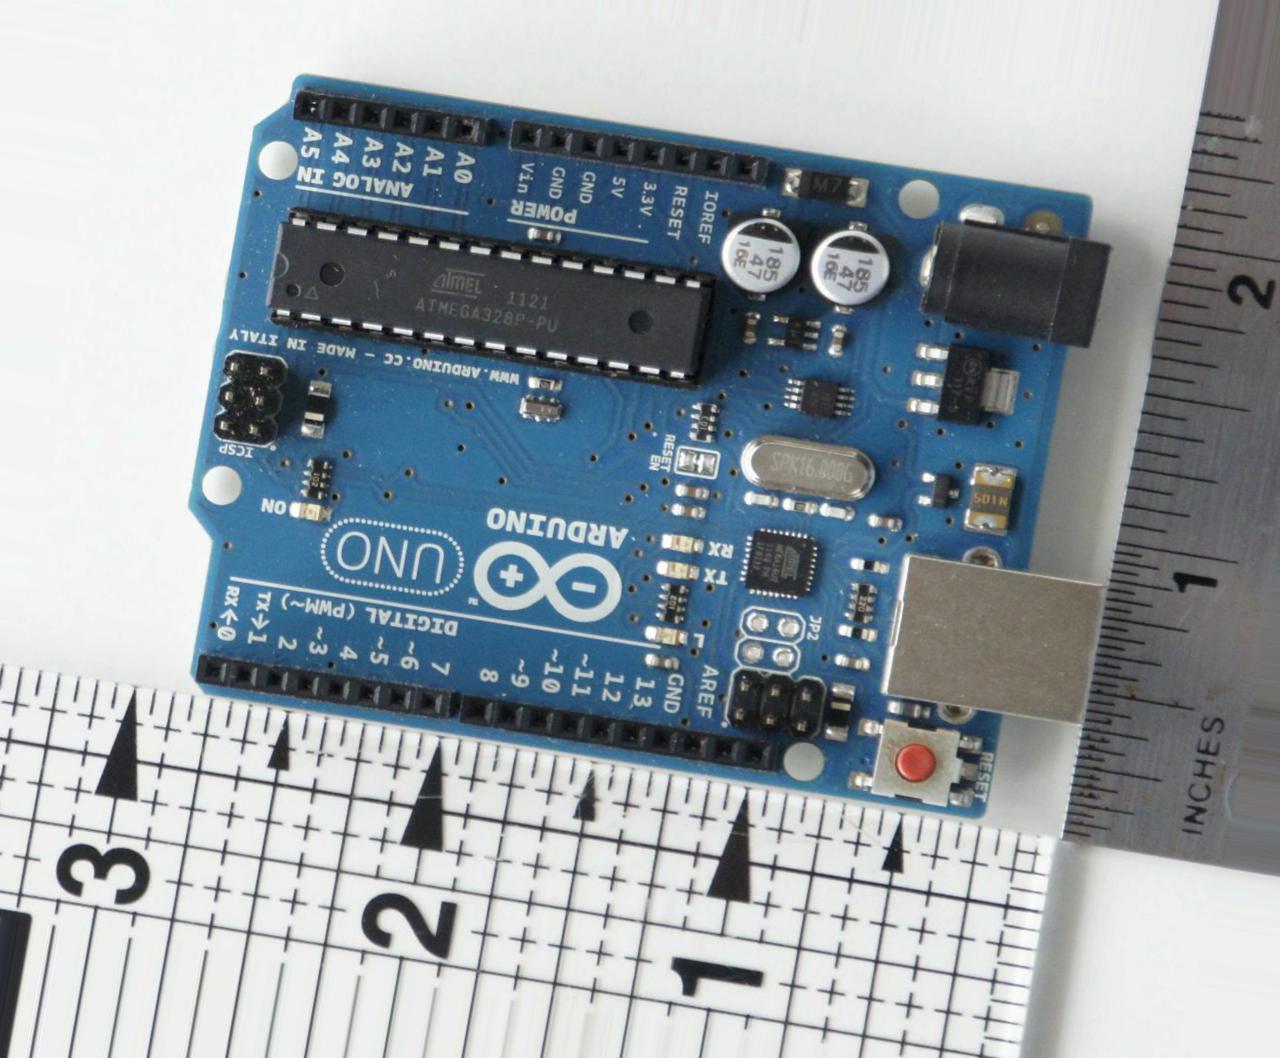 A5 A4 A3 A2 A1 A0
ANALOG IN
Vin GND GND 5V 3.3V RESET IOREF
POWER
M7
185
47
16E
185
47
16E
ATMEL 1121
ATMEGA328P-PU
WWW.ARDUINO.CC - MADE IN ITALY
ICSP
RESET
EN
SPK16.000G
501N
ON
UNO
ARDUINO
TM
RX
TX
L
JP2
DIGITAL (PWM~)
RX←0 TX→1 2 ~3 4 ~5 ~6 7 8 ~9 ~10 ~11 12 13 GND AREF
RESET
3 2 1
2
1
INCHES